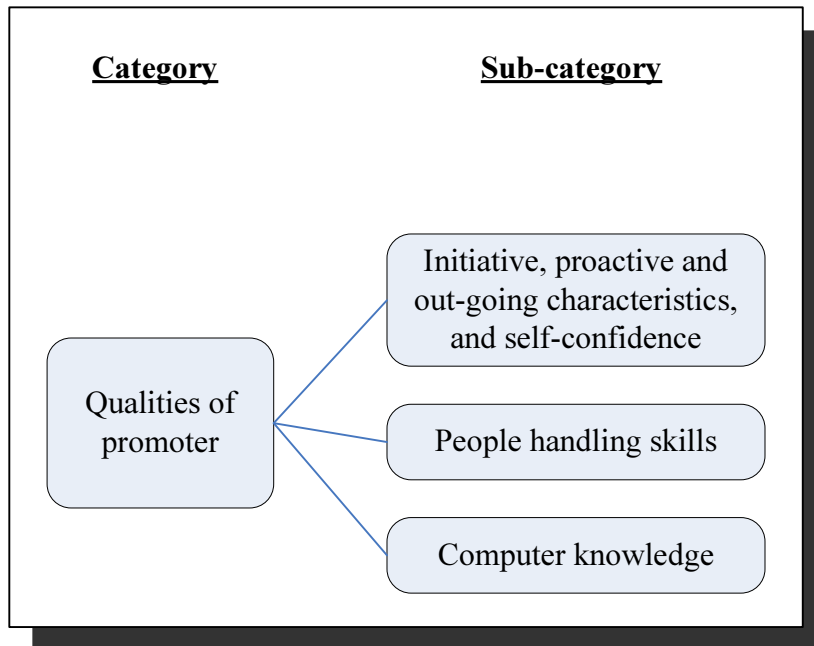 Category
Sub-category
Initiative, proactive and
out-going characteristics,
and self-confidence
Qualities of
promoter
People handling skills
Computer knowledge